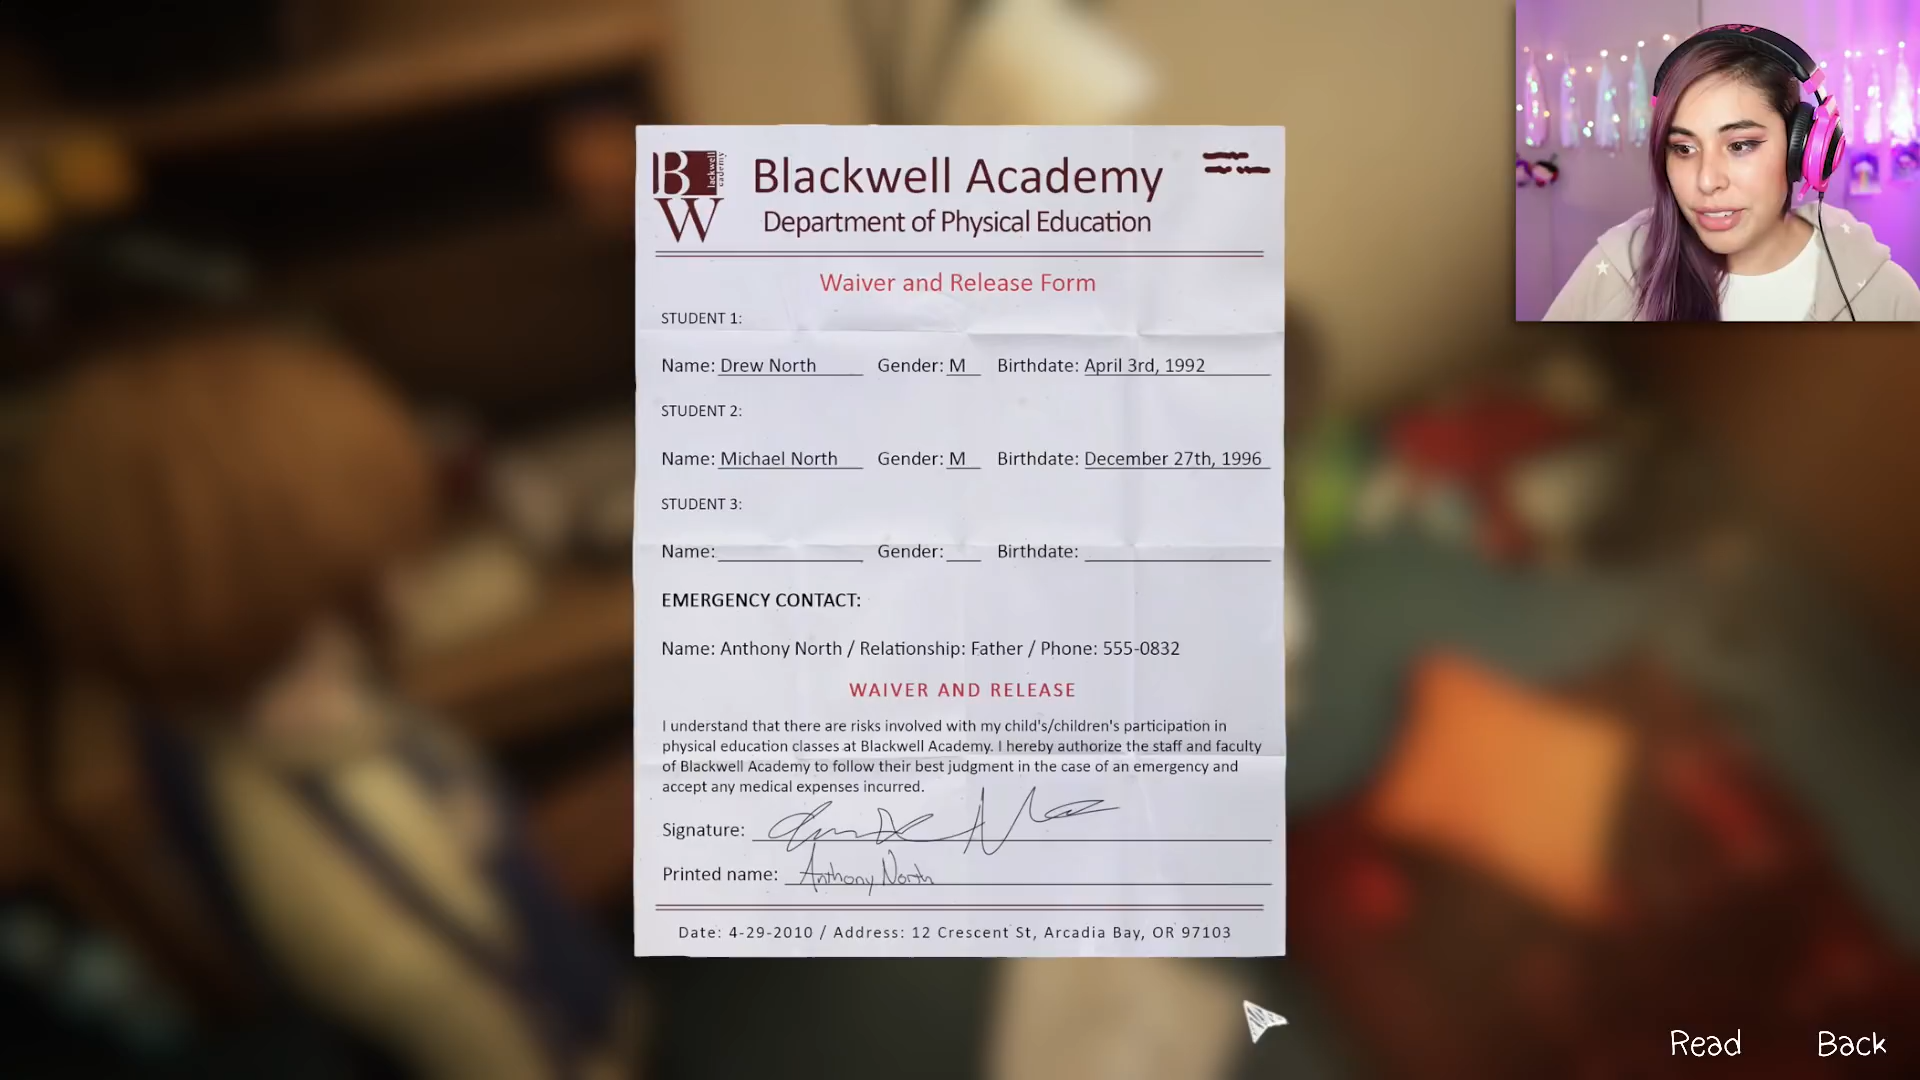 BW
lackwell
cademy
Blackwell Academy
Department of Physical Education
Waiver and Release Form
STUDENT 1:
Name: Drew North Gender: M Birthdate: April 3rd, 1992
STUDENT 2:
Name: Michael North Gender: M Birthdate: December 27th, 1996
STUDENT 3:
Name: Gender: Birthdate:
EMERGENCY CONTACT:
Name: Anthony North / Relationship: Father / Phone: 555-0832
WAIVER AND RELEASE
I understand that there are risks involved with my child's/children's participation in
physical education classes at Blackwell Academy. I hereby authorize the staff and faculty
of Blackwell Academy to follow their best judgment in the case of an emergency and
accept any medical expenses incurred.
Signature:
Printed name: Anthony North
Date: 4-29-2010 / Address: 12 Crescent St, Arcadia Bay, OR 97103
Read Back